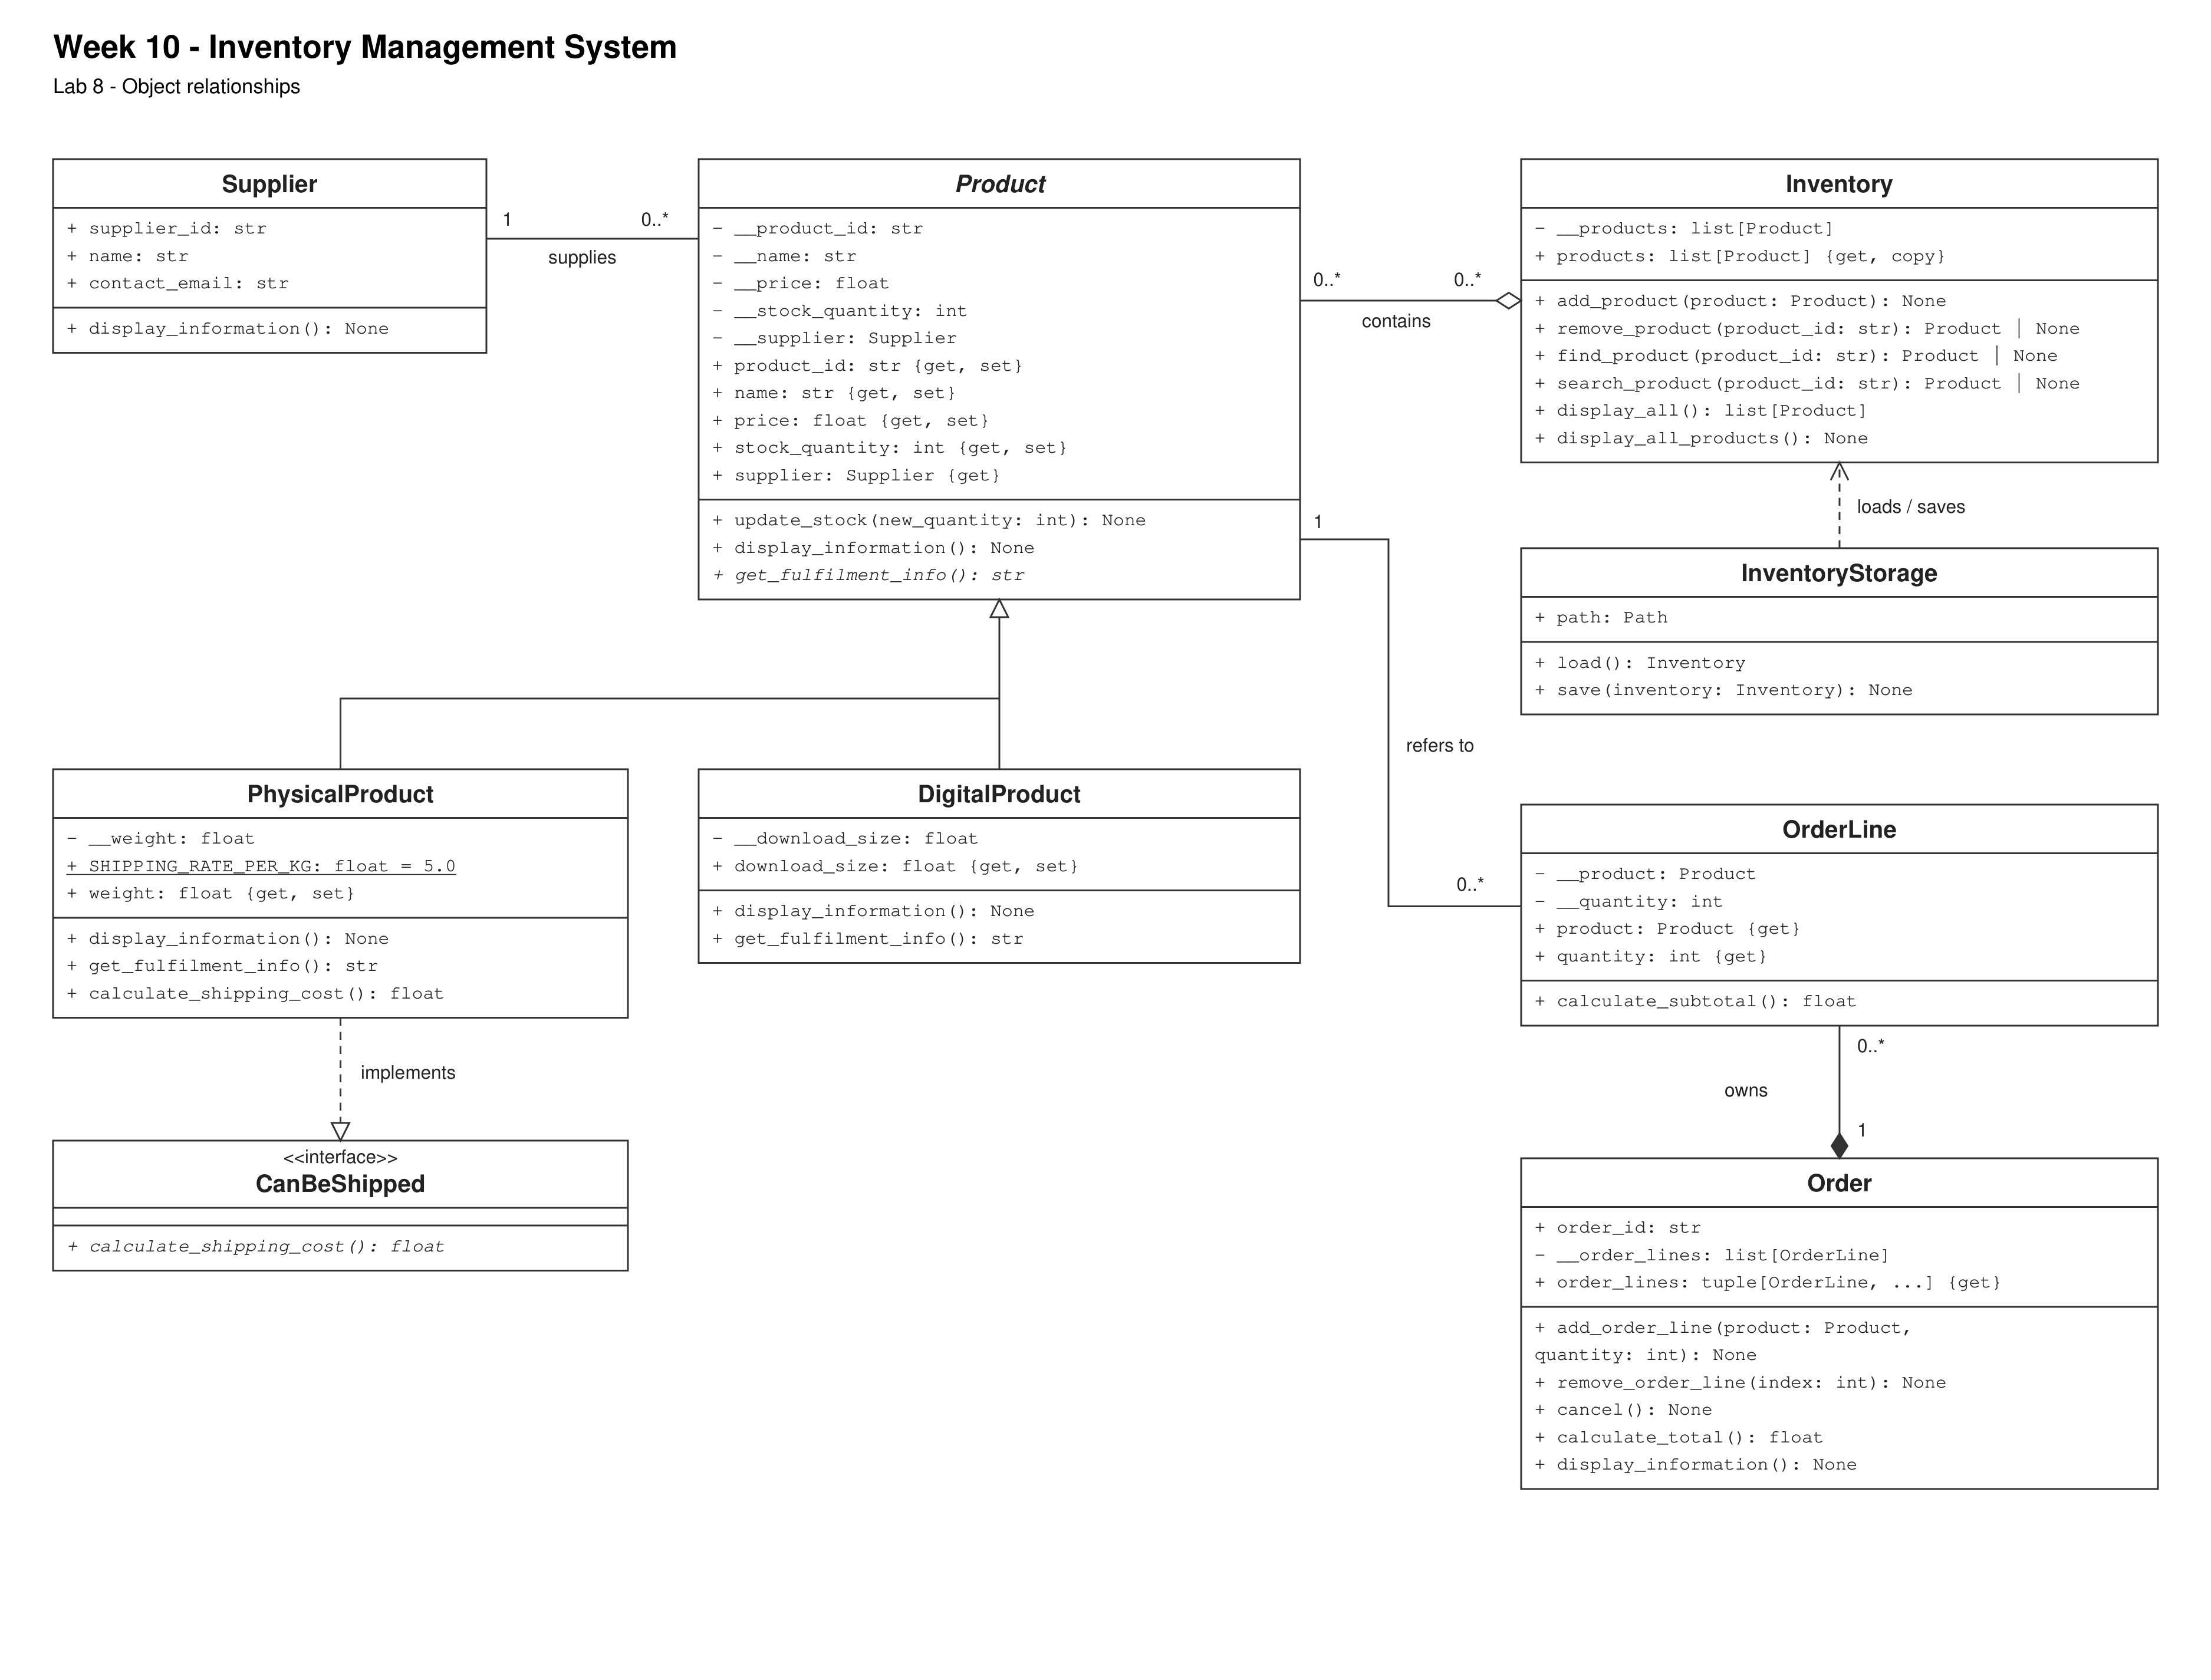 Week 10 - Inventory Management System
Lab 8 - Object relationships
Supplier
+ supplier_id: str
+ name: str
+ contact_email: str
+ display_information(): None
1
0..*
supplies
Product
- __product_id: str
- __name: str
- __price: float
- __stock_quantity: int
- __supplier: Supplier
+ product_id: str {get, set}
+ name: str {get, set}
+ price: float {get, set}
+ stock_quantity: int {get, set}
+ supplier: Supplier {get}
+ update_stock(new_quantity: int): None
+ display_information(): None
+ get_fulfilment_info(): str
0..*
0..*
contains
Inventory
- __products: list[Product]
+ products: list[Product] {get, copy}
+ add_product(product: Product): None
+ remove_product(product_id: str): Product | None
+ find_product(product_id: str): Product | None
+ search_product(product_id: str): Product | None
+ display_all(): list[Product]
+ display_all_products(): None
loads / saves
InventoryStorage
+ path: Path
+ load(): Inventory
+ save(inventory: Inventory): None
1
refers to
0..*
PhysicalProduct
- __weight: float
+ SHIPPING_RATE_PER_KG: float = 5.0
+ weight: float {get, set}
+ display_information(): None
+ get_fulfilment_info(): str
+ calculate_shipping_cost(): float
DigitalProduct
- __download_size: float
+ download_size: float {get, set}
+ display_information(): None
+ get_fulfilment_info(): str
OrderLine
- __product: Product
- __quantity: int
+ product: Product {get}
+ quantity: int {get}
+ calculate_subtotal(): float
implements
<<interface>>
CanBeShipped
+ calculate_shipping_cost(): float
0..*
owns
1
Order
+ order_id: str
- __order_lines: list[OrderLine]
+ order_lines: tuple[OrderLine, ...] {get}
+ add_order_line(product: Product,
quantity: int): None
+ remove_order_line(index: int): None
+ cancel(): None
+ calculate_total(): float
+ display_information(): None